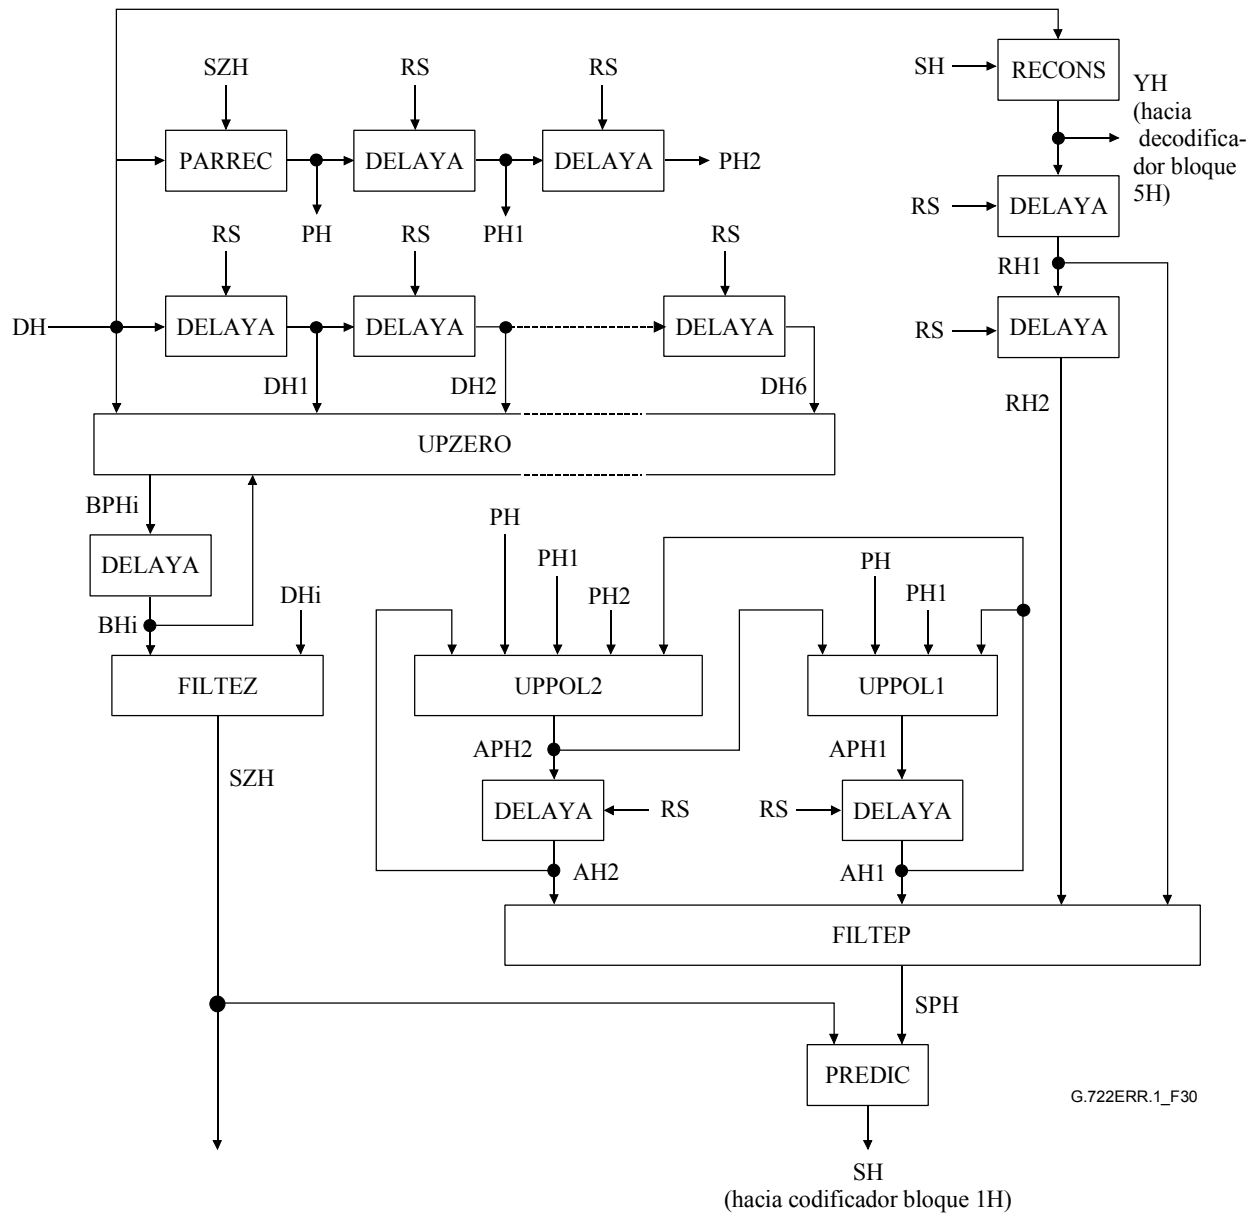 SZH
RS
RS
SH
RECONS
YH
(hacia
decodifica-
dor bloque
5H)
PARREC
DELAYA
DELAYA
PH2
RS
DELAYA
RS
PH
RS
PH1
RS
RH1
DH
DELAYA
DELAYA
DELAYA
RS
DELAYA
DH1
DH2
DH6
RH2
UPZERO
BPHi
PH
PH1
PH
DELAYA
DHi
PH2
PH1
BHi
FILTEZ
UPPOL2
UPPOL1
APH2
APH1
SZH
DELAYA
RS
RS
DELAYA
AH2
AH1
FILTEP
SPH
PREDIC
G.722ERR.1_F30
SH
(hacia codificador bloque 1H)